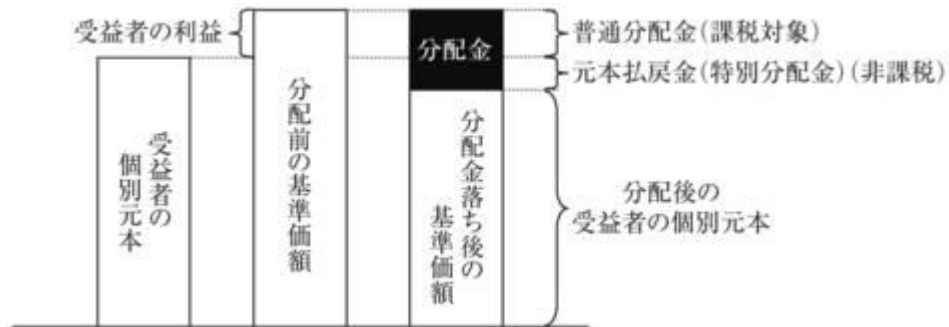 受益者の利益
分配金
普通分配金(課税対象)
元本払戻金(特別分配金)(非課税)
受益者の
個別元本
分配前の基準価額
分配金落ち後の
基準価額
分配後の
受益者の個別元本